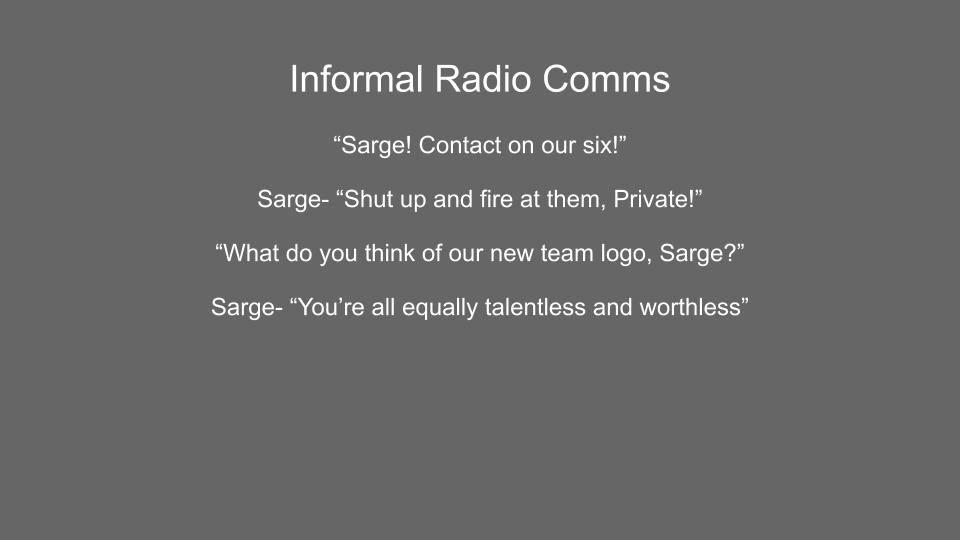 Informal Radio Comms
“Sarge! Contact on our six!”
Sarge- “Shut up and fire at them, Private!”
“What do you think of our new team logo, Sarge?”
Sarge- “You’re all equally talentless and worthless”